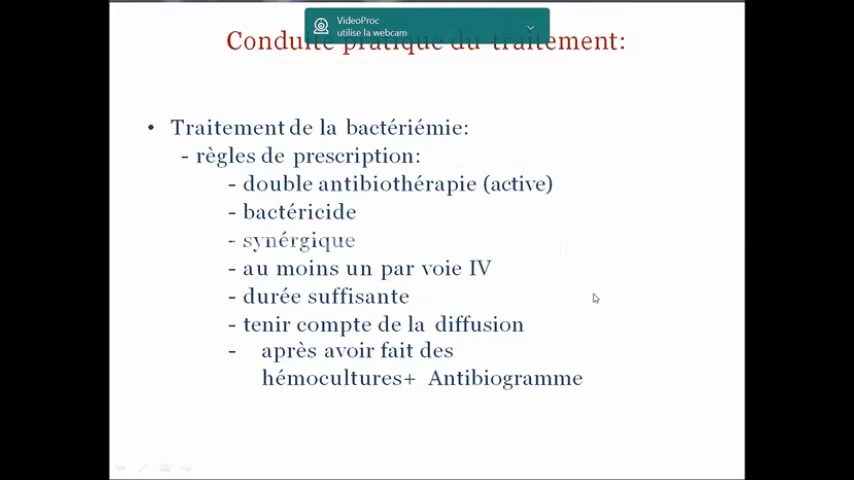 VideoProc
utilise la webcam
Conduite pratique du traitement:
• Traitement de la bactériémie:
- règles de prescription:
- double antibiothérapie (active)
- bactéricide
- synérgique
- au moins un par voie IV
- durée suffisante
- tenir compte de la diffusion
- après avoir fait des
hémocultures+ Antibiogramme